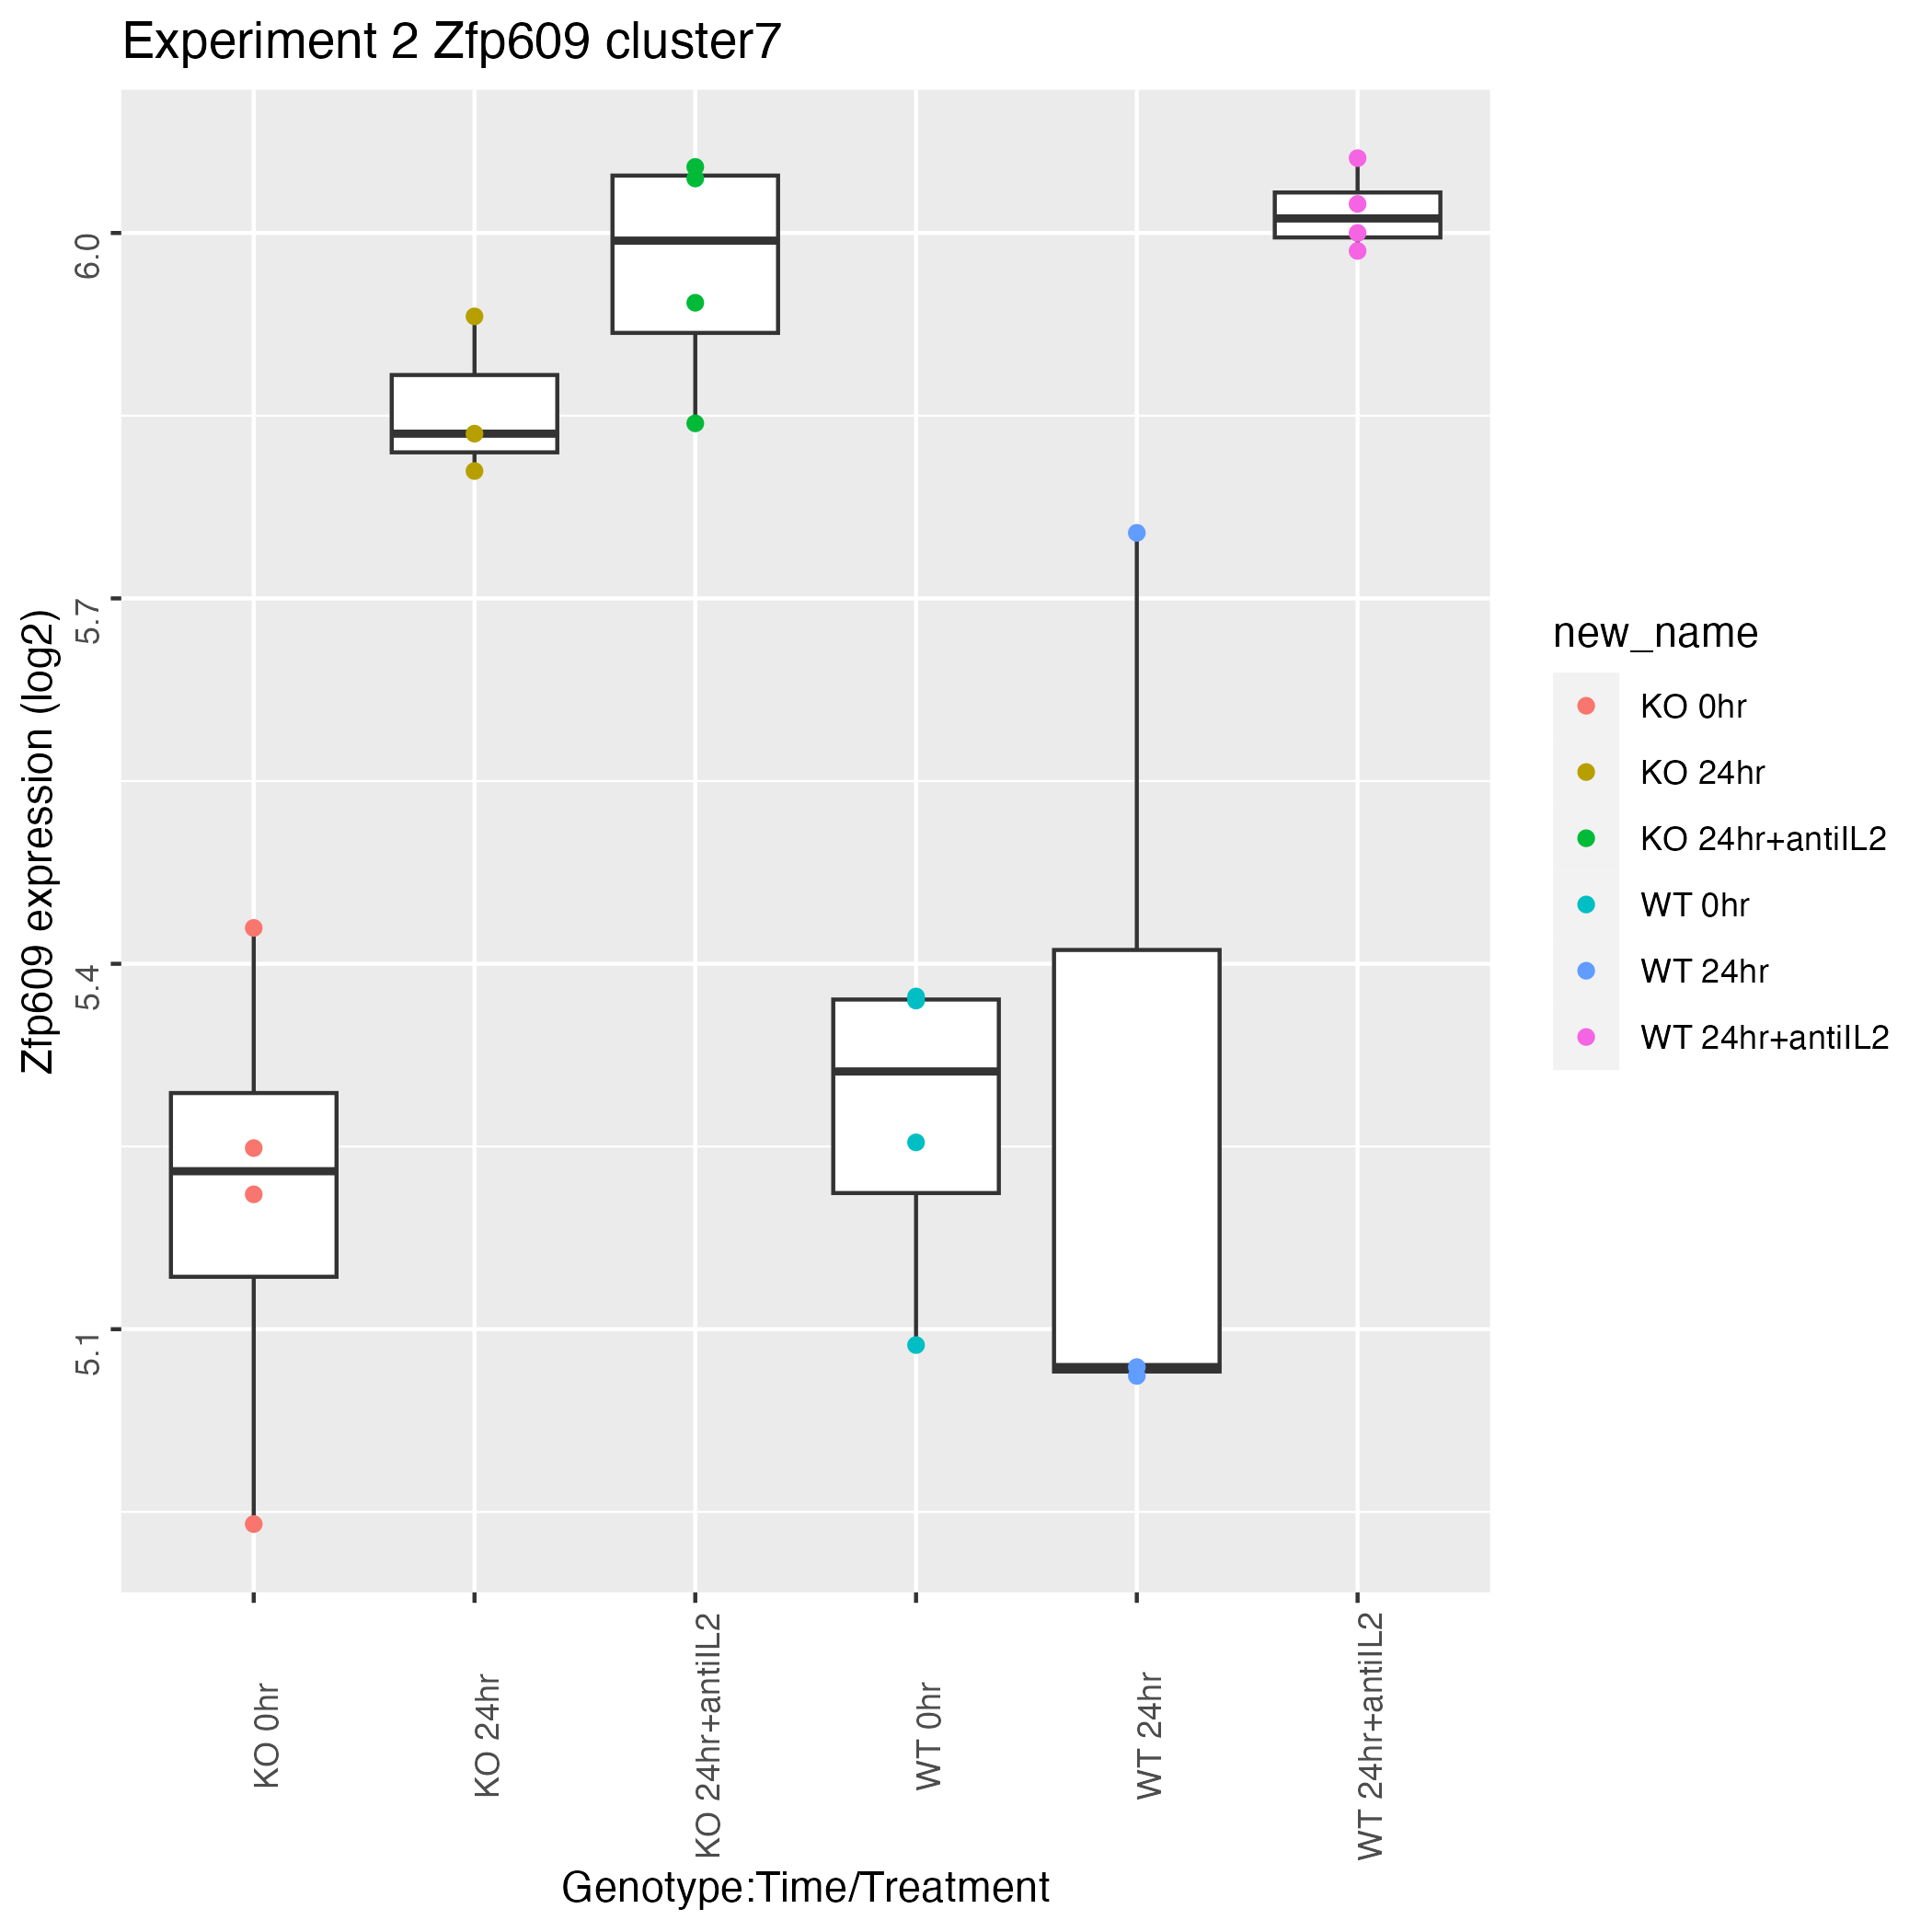 Experiment 2 Zfp609 cluster7
Zfp609 expression (log2)
6.0
5.7
5.4
5.1
KO 0hr
KO 24hr
KO 24hr+antiIL2
WT 0hr
WT 24hr
WT 24hr+antiIL2
Genotype:Time/Treatment
new_name
KO 0hr
KO 24hr
KO 24hr+antiIL2
WT 0hr
WT 24hr
WT 24hr+antiIL2